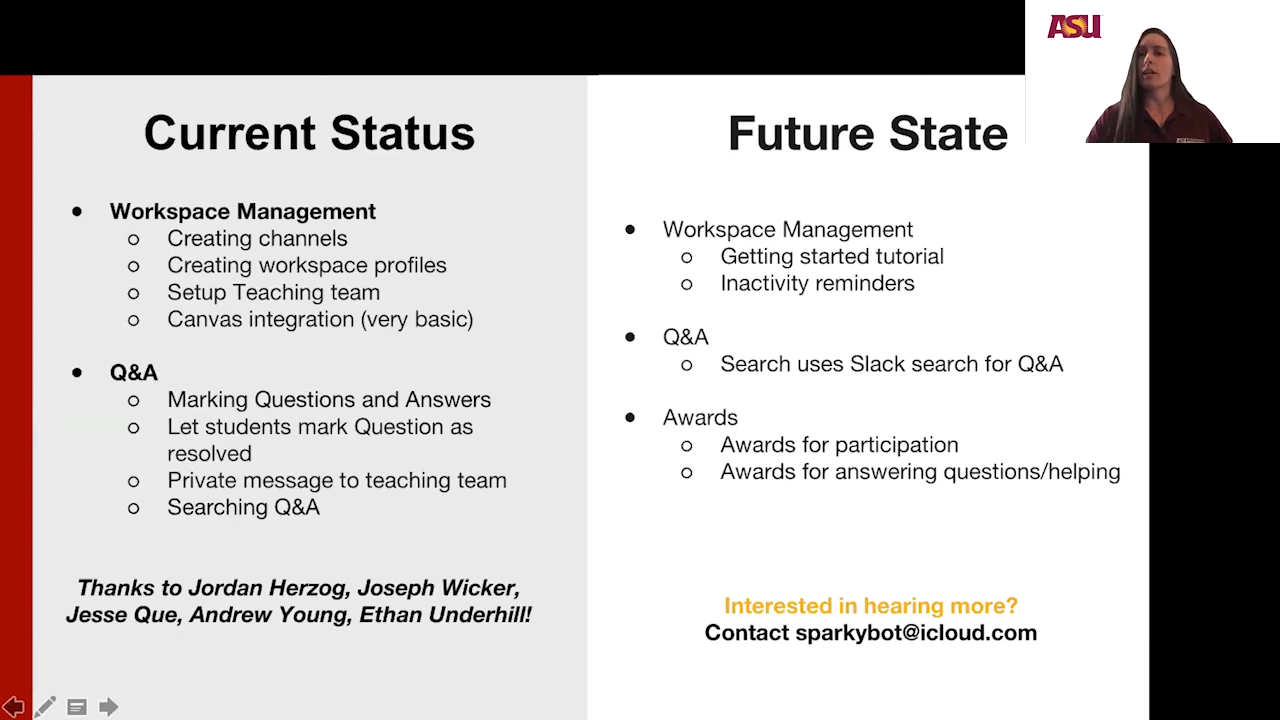 ASU
Current Status
● Workspace Management
○ Creating channels
○ Creating workspace profiles
○ Setup Teaching team
○ Canvas integration (very basic)
● Q&A
○ Marking Questions and Answers
○ Let students mark Question as
resolved
○ Private message to teaching team
○ Searching Q&A
Thanks to Jordan Herzog, Joseph Wicker,
Jesse Que, Andrew Young, Ethan Underhill!
Future State
● Workspace Management
○ Getting started tutorial
○ Inactivity reminders
● Q&A
○ Search uses Slack search for Q&A
● Awards
○ Awards for participation
○ Awards for answering questions/helping
Interested in hearing more?
Contact sparkybot@icloud.com